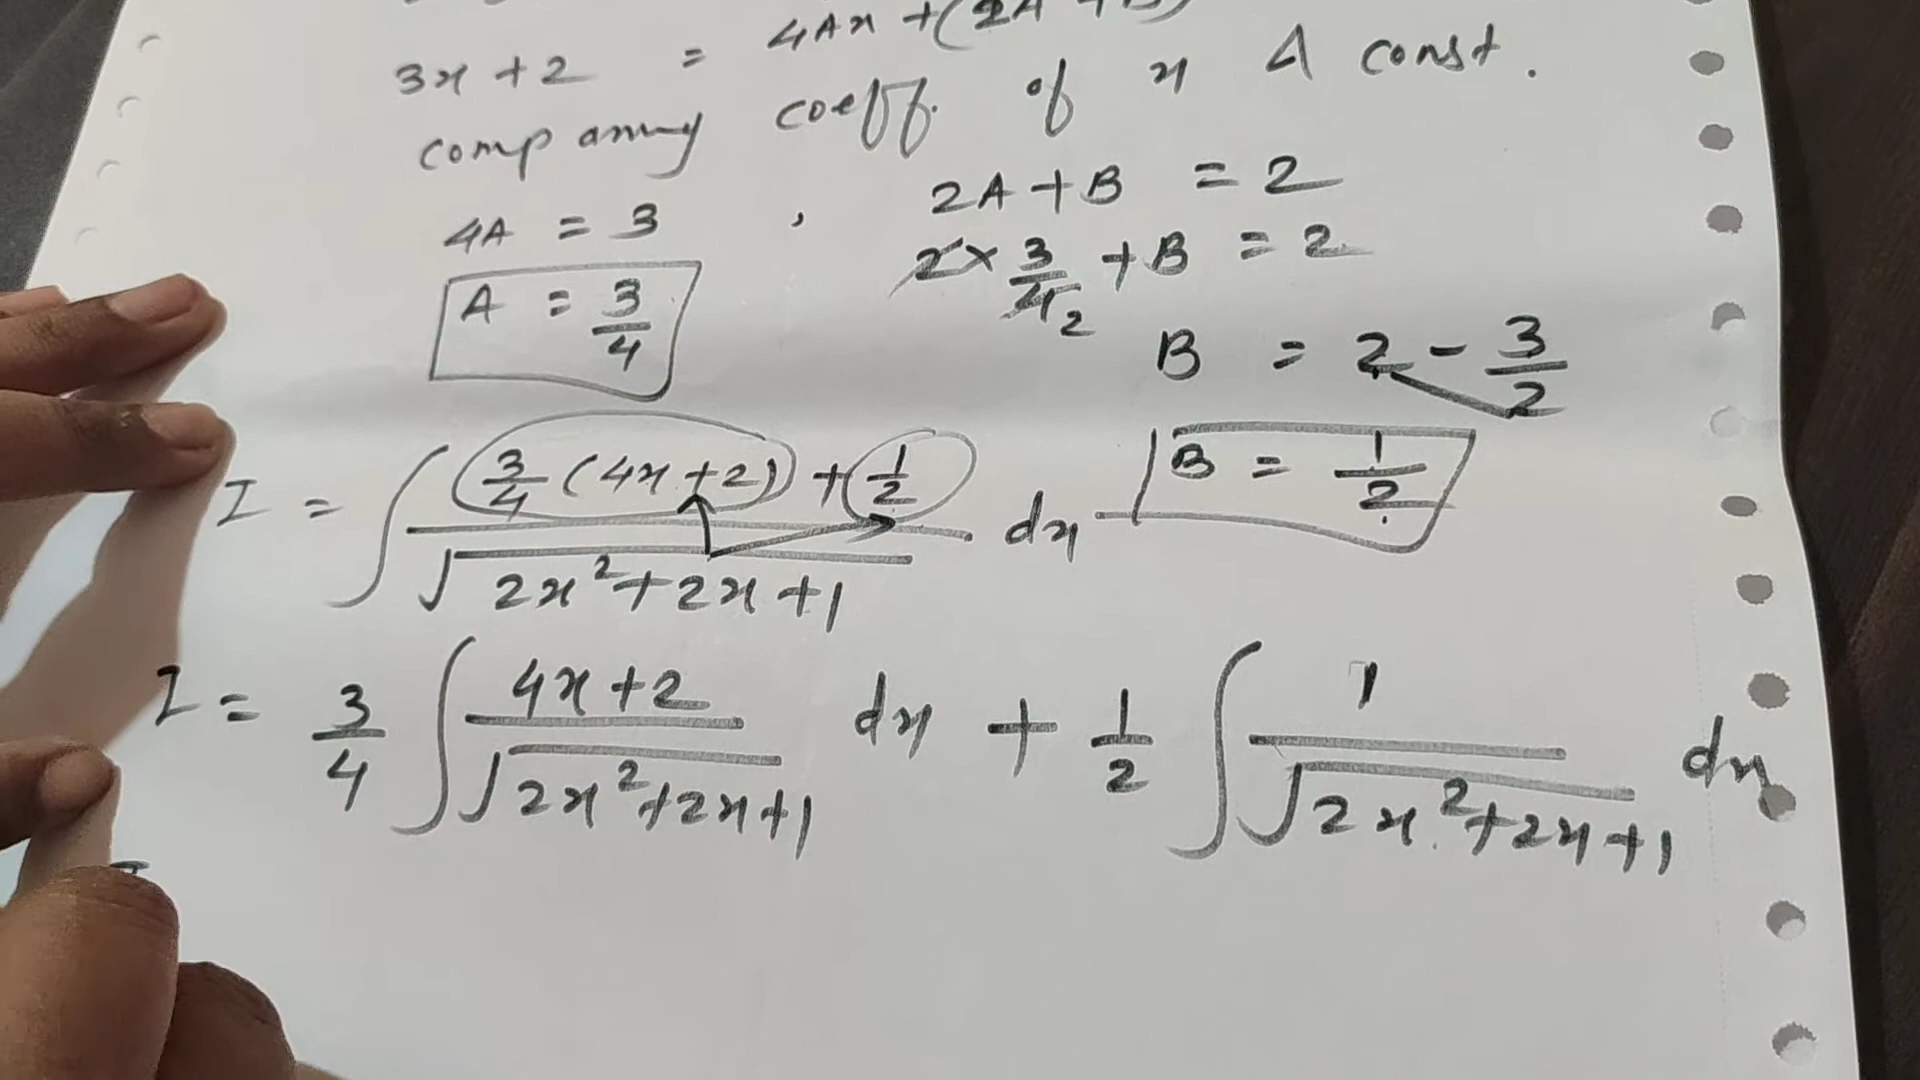 3x + 2 = 4Ax + (2A + B)
comparing coeff. of x & const.
4A = 3 , 2A + B = 2
A = 3/4
2 × 3/4 2 + B = 2
B = 2 - 3/2
B = 1/2
I = ∫ (3/4 (4x+2) + 1/2) / √(2x²+2x+1) dx
I = 3/4 ∫ (4x+2) / √(2x²+2x+1) dx + 1/2 ∫ 1 / √(2x²+2x+1) dx